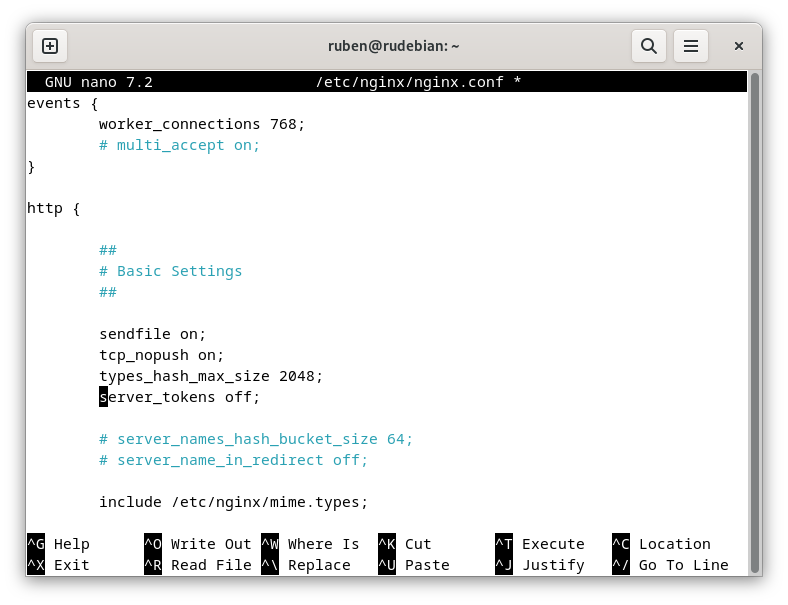 ruben@rudebian: ~
GNU nano 7.2 /etc/nginx/nginx.conf *
events {
worker_connections 768;
# multi_accept on;
}
http {
##
# Basic Settings
##
sendfile on;
tcp_nopush on;
types_hash_max_size 2048;
server_tokens off;
# server_names_hash_bucket_size 64;
# server_name_in_redirect off;
include /etc/nginx/mime.types;
^G Help ^O Write Out ^W Where Is ^K Cut ^T Execute ^C Location
^X Exit ^R Read File ^\ Replace ^U Paste ^J Justify ^/ Go To Line